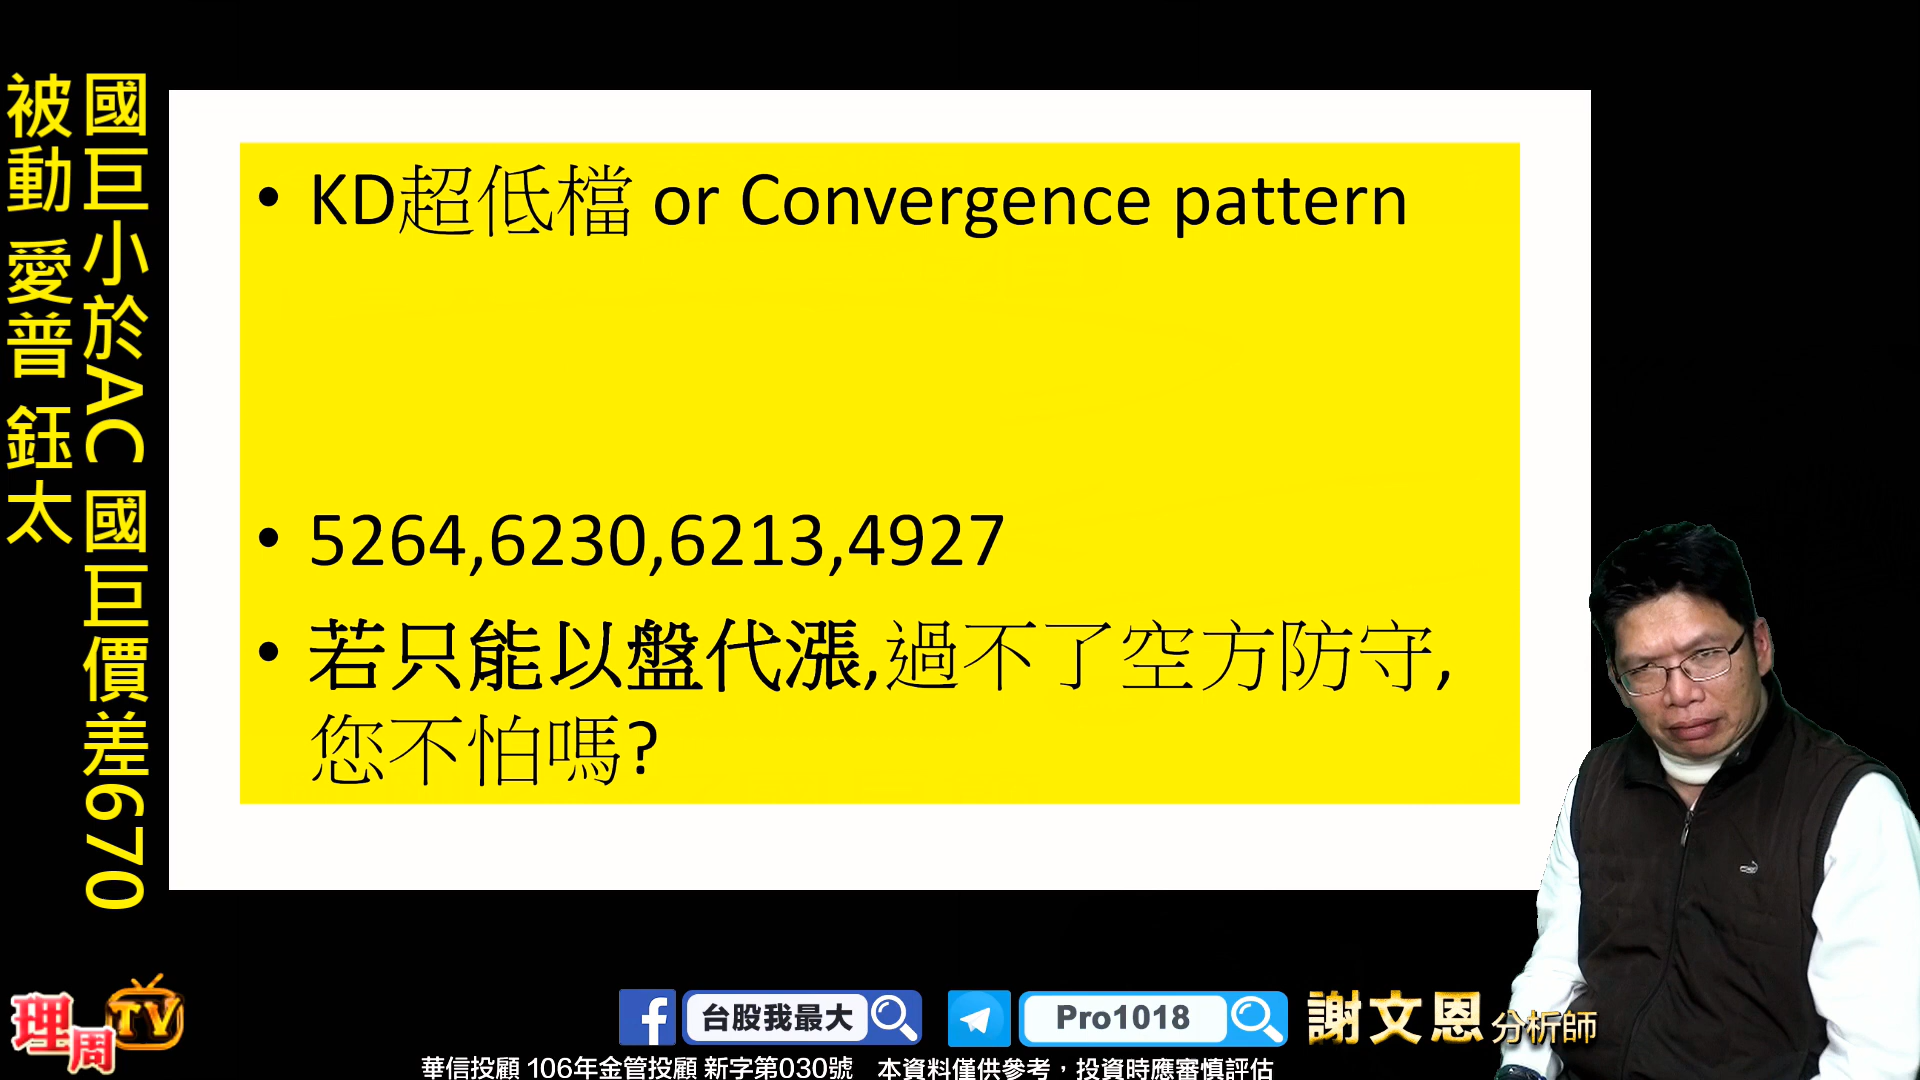 國巨小於AC 國巨價差670
被動 愛普 鈺太
• KD超低檔 or Convergence pattern
• 5264,6230,6213,4927
• 若只能以盤代漲,過不了空方防守,
您不怕嗎?
理周TV
台股我最大
Pro1018
謝文恩 分析師
華信投顧 106年金管投顧 新字第030號 本資料僅供參考，投資時應審慎評估